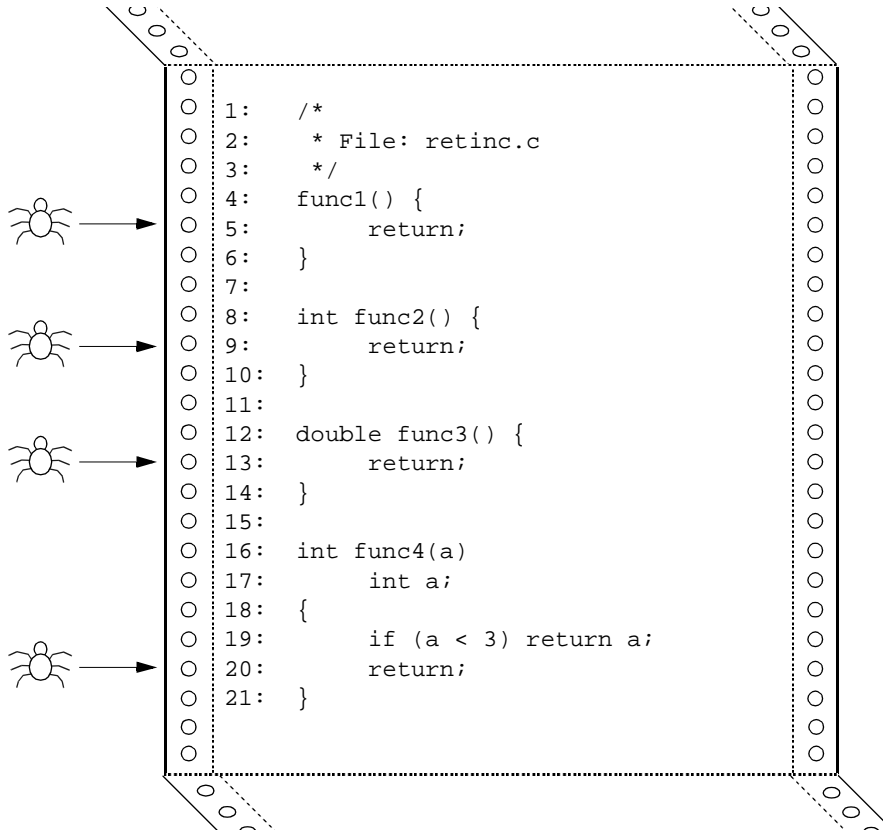 1: /*
2: * File: retinc.c
3: */
4: func1() {
5: return;
6: }
7:
8: int func2() {
9: return;
10: }
11:
12: double func3() {
13: return;
14: }
15:
16: int func4(a)
17: int a;
18: {
19: if (a < 3) return a;
20: return;
21: }